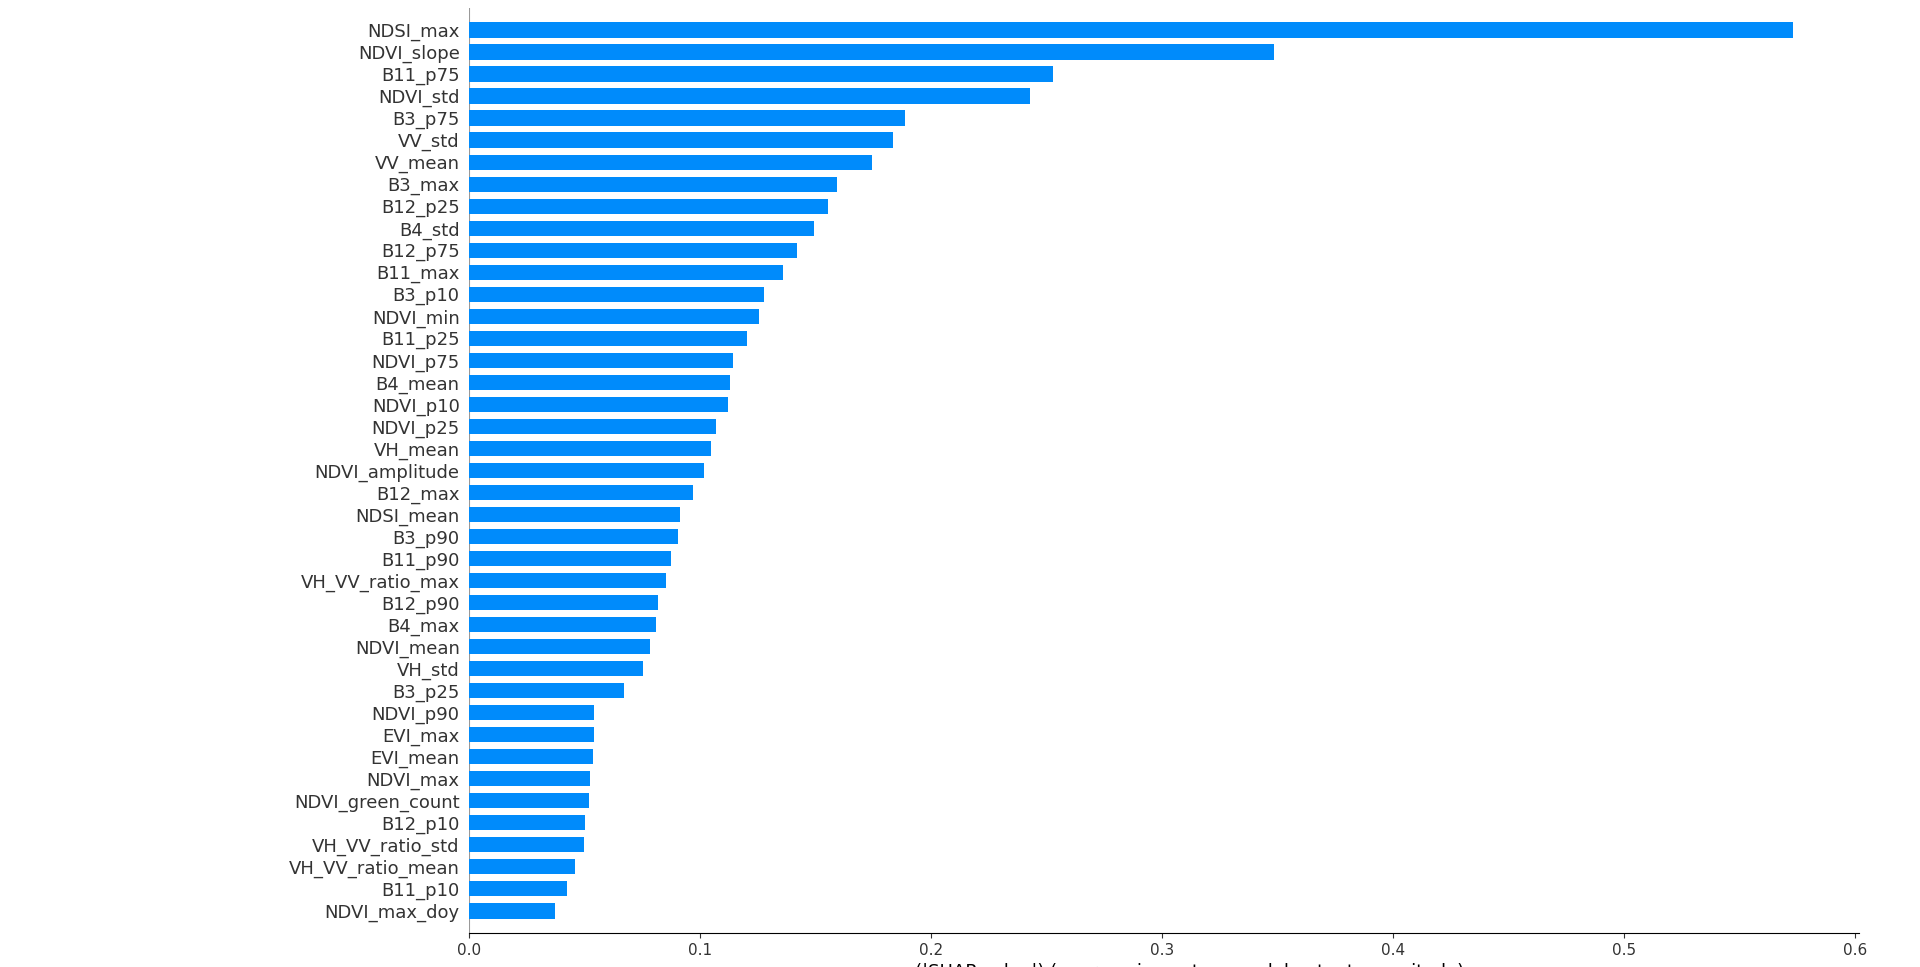 NDSI_max
NDVI_slope
B11_p75
NDVI_std
B3_p75
VV_std
VV_mean
B3_max
B12_p25
B4_std
B12_p75
B11_max
B3_p10
NDVI_min
B11_p25
NDVI_p75
B4_mean
NDVI_p10
NDVI_p25
VH_mean
NDVI_amplitude
B12_max
NDSI_mean
B3_p90
B11_p90
VH_VV_ratio_max
B12_p90
B4_max
NDVI_mean
VH_std
B3_p25
NDVI_p90
EVI_max
EVI_mean
NDVI_max
NDVI_green_count
B12_p10
VH_VV_ratio_std
VH_VV_ratio_mean
B11_p10
NDVI_max_doy
0.0 0.1 0.2 0.3 0.4 0.5 0.6